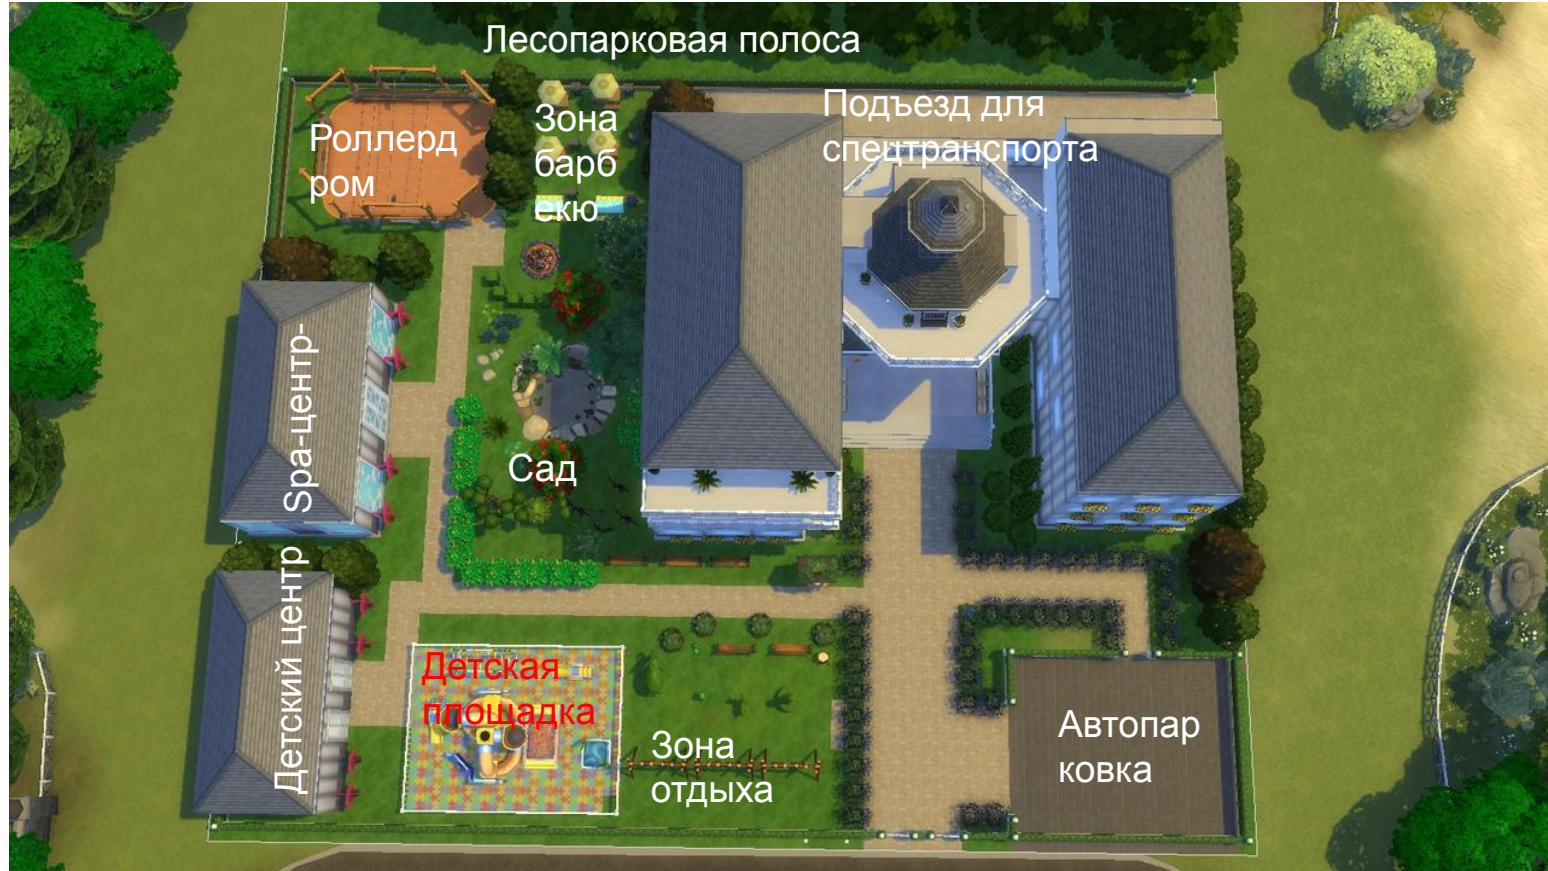 Лесопарковая полоса
Подъезд для
спецтранспорта
Роллерд
ром
Зона
барб
екю
Spa-центр-
Сад
Детский центр
Детская
площадка
Зона
отдыха
Автопар
ковка